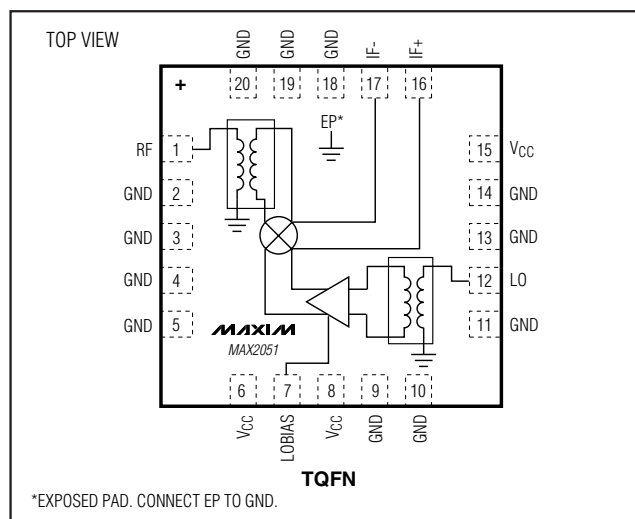 TOP VIEW
GND GND GND IF- IF+
20 19 18 17 16
+
EP*
RF 1
15 VCC
GND 2
14 GND
GND 3
13 GND
GND 4
12 LO
GND 5
11 GND
MAXIM
MAX2051
6 7 8 9 10
VCC LOBIAS VCC GND GND
TQFN
*EXPOSED PAD. CONNECT EP TO GND.